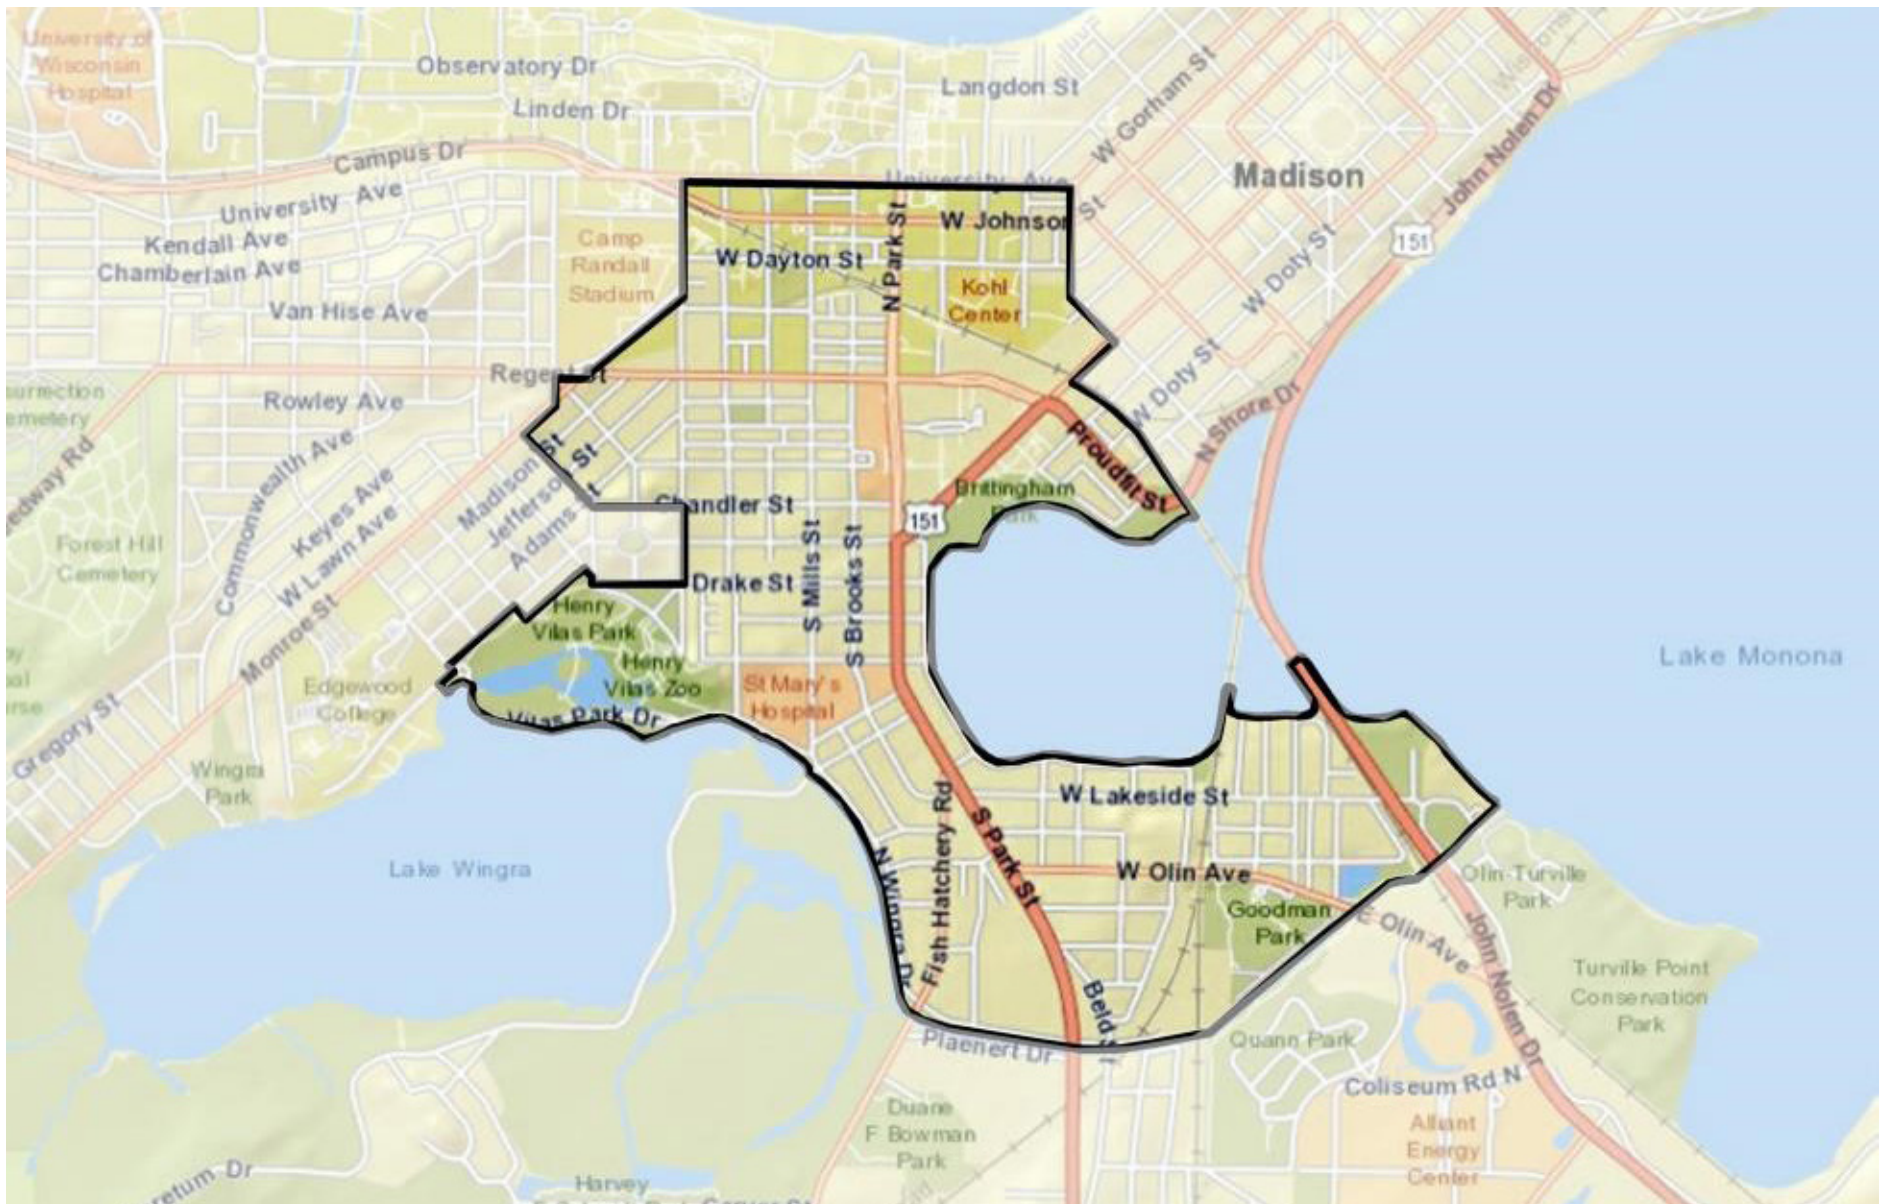 University of
Wisconsin
Hospital
Observatory Dr
Linden Dr
Langdon St
W Gorham St
Campus Dr
University Ave
University Ave
Kendall Ave
Chamberlain Ave
Van Hise Ave
Camp
Randall
Stadium
W Johnson
St
W Dayton St
N Park St
Kohl
Center
Madison
John Nolen Dr
151
W Doty St
W Doty St
N Shore Dr
Regent St
Rowley Ave
Commonwealth Ave
Keyes Ave
W Lawn Ave
Monroe St
Madison St
Jefferson St
Adams St
Forest Hill
Cemetery
Chandler St
Drake St
S Mills St
S Brooks St
151
Brittingham
Park
Proudfit St
Henry
Vilas Park
Henry
Vilas Zoo
Vilas Park Dr
St Mary's
Hospital
Edgewood
College
Gregory St
Wingra
Park
Lake Wingra
Lake Monona
W Lakeside St
S Park St
Fish Hatchery Rd
N Wingra Dr
W Olin Ave
Goodman
Park
E Olin Ave
Olin-Turville
Park
Turville Point
Conservation
Park
John Nolen Dr
Beld St
Plaenert Dr
Quann Park
Coliseum Rd N
Alliant
Energy
Center
Duane
F Bowman
Park
Harvey